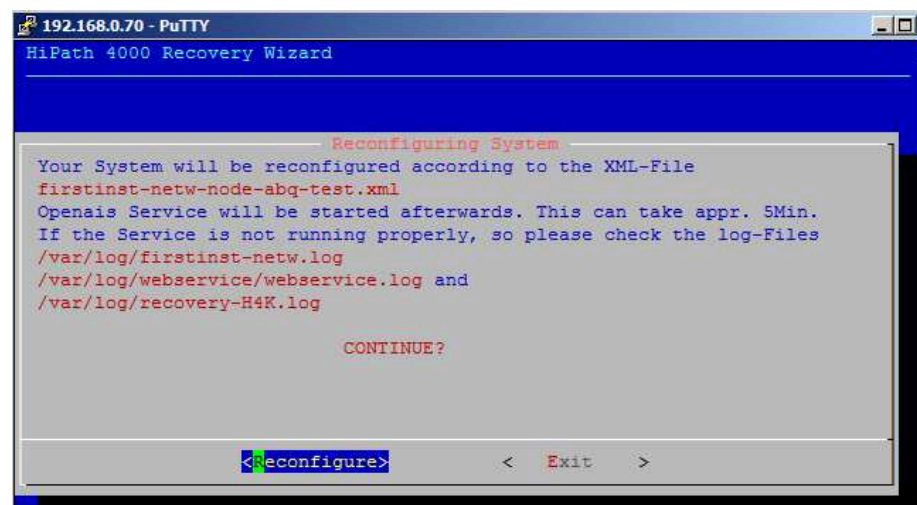 192.168.0.70 - PuTTY
HiPath 4000 Recovery Wizard
Reconfiguring System
Your System will be reconfigured according to the XML-File
firstinst-netw-node-abq-test.xml
Openais Service will be started afterwards. This can take appr. 5Min.
If the Service is not running properly, so please check the log-Files
/var/log/firstinst-netw.log
/var/log/webservice/webservice.log and
/var/log/recovery-H4K.log
CONTINUE?
<Reconfigure> < Exit >